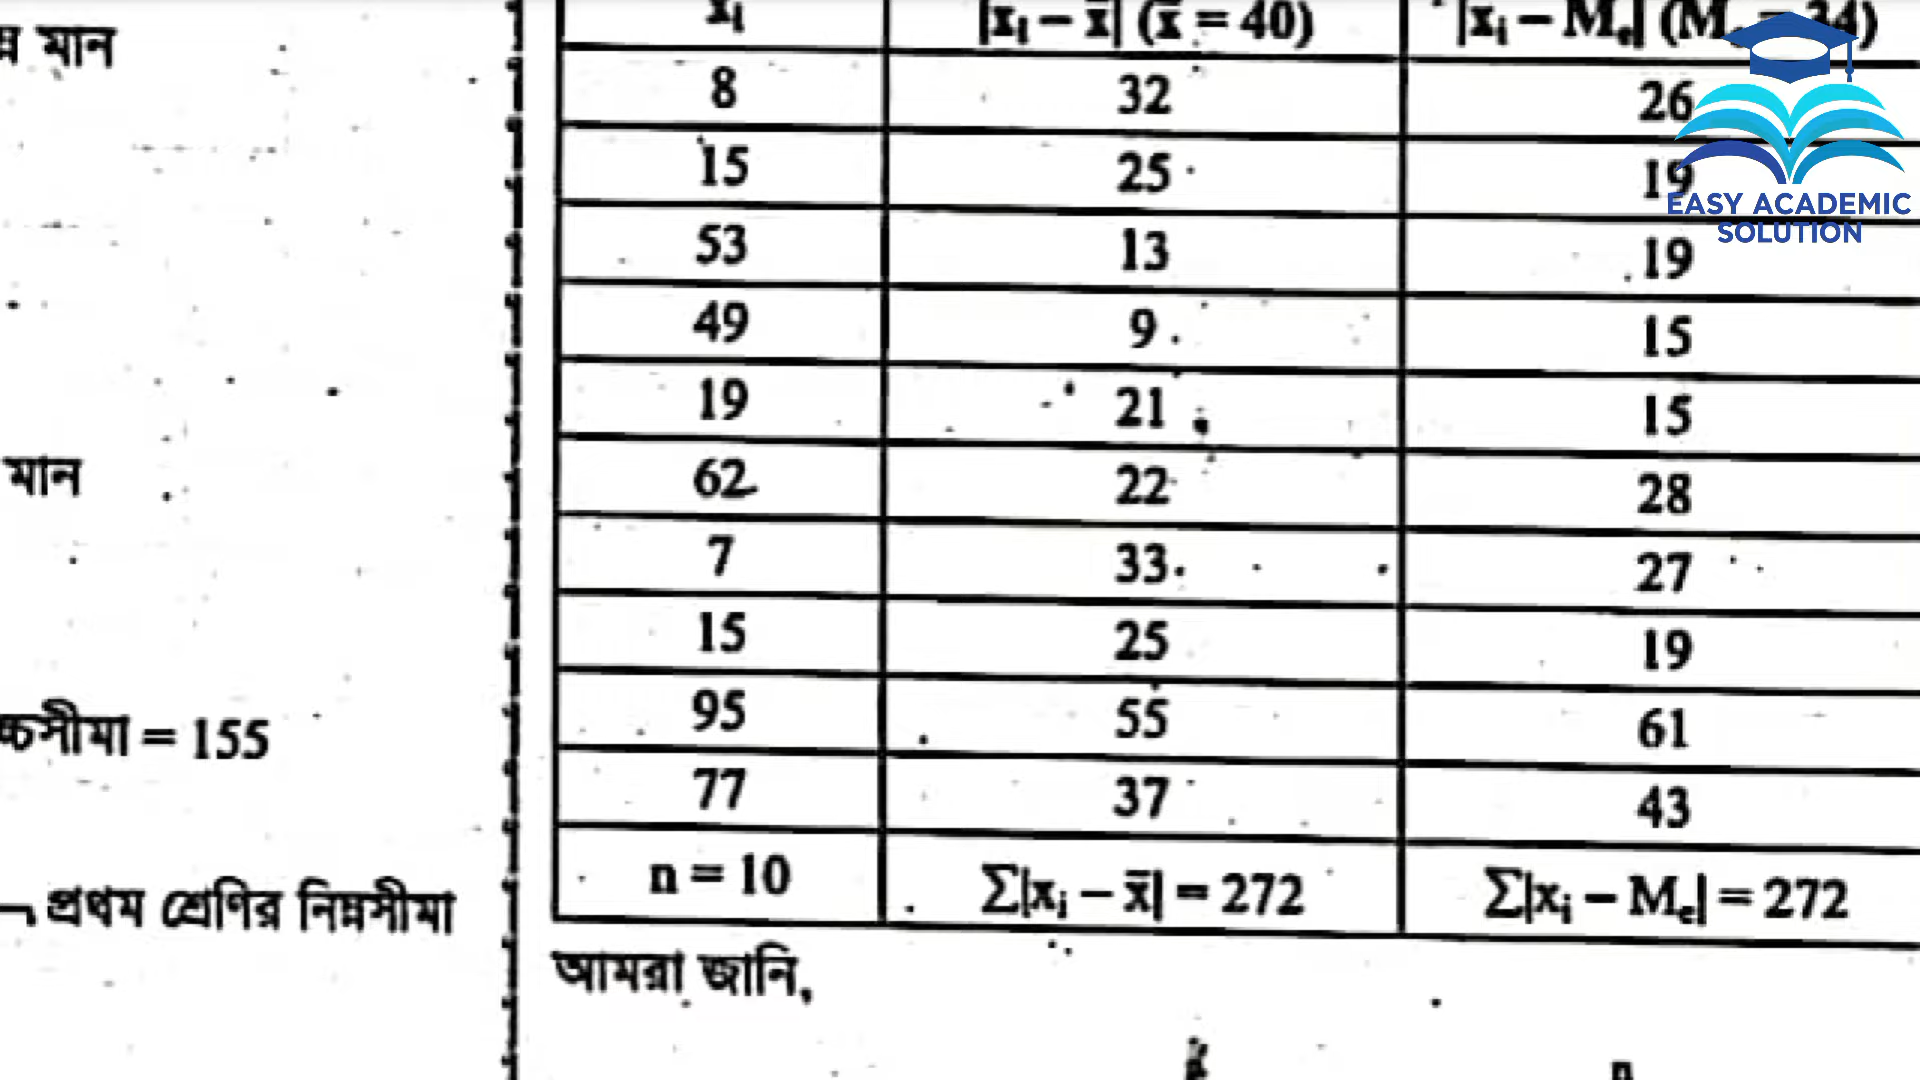 মান
মান
= 155
প্রথম শ্রেণির নিম্নসীমা
xᵢ |xᵢ – x̄| (x̄ = 40) |xᵢ – Mₑ| (Mₑ = 34)
8 32 26
15 25 19
53 13 19
49 9 15
19 21 15
62 22 28
7 33 27
15 25 19
95 55 61
77 37 43
n = 10 ∑|xᵢ – x̄| = 272 ∑|xᵢ – Mₑ| = 272
আমরা জানি,
EASY ACADEMIC
SOLUTION